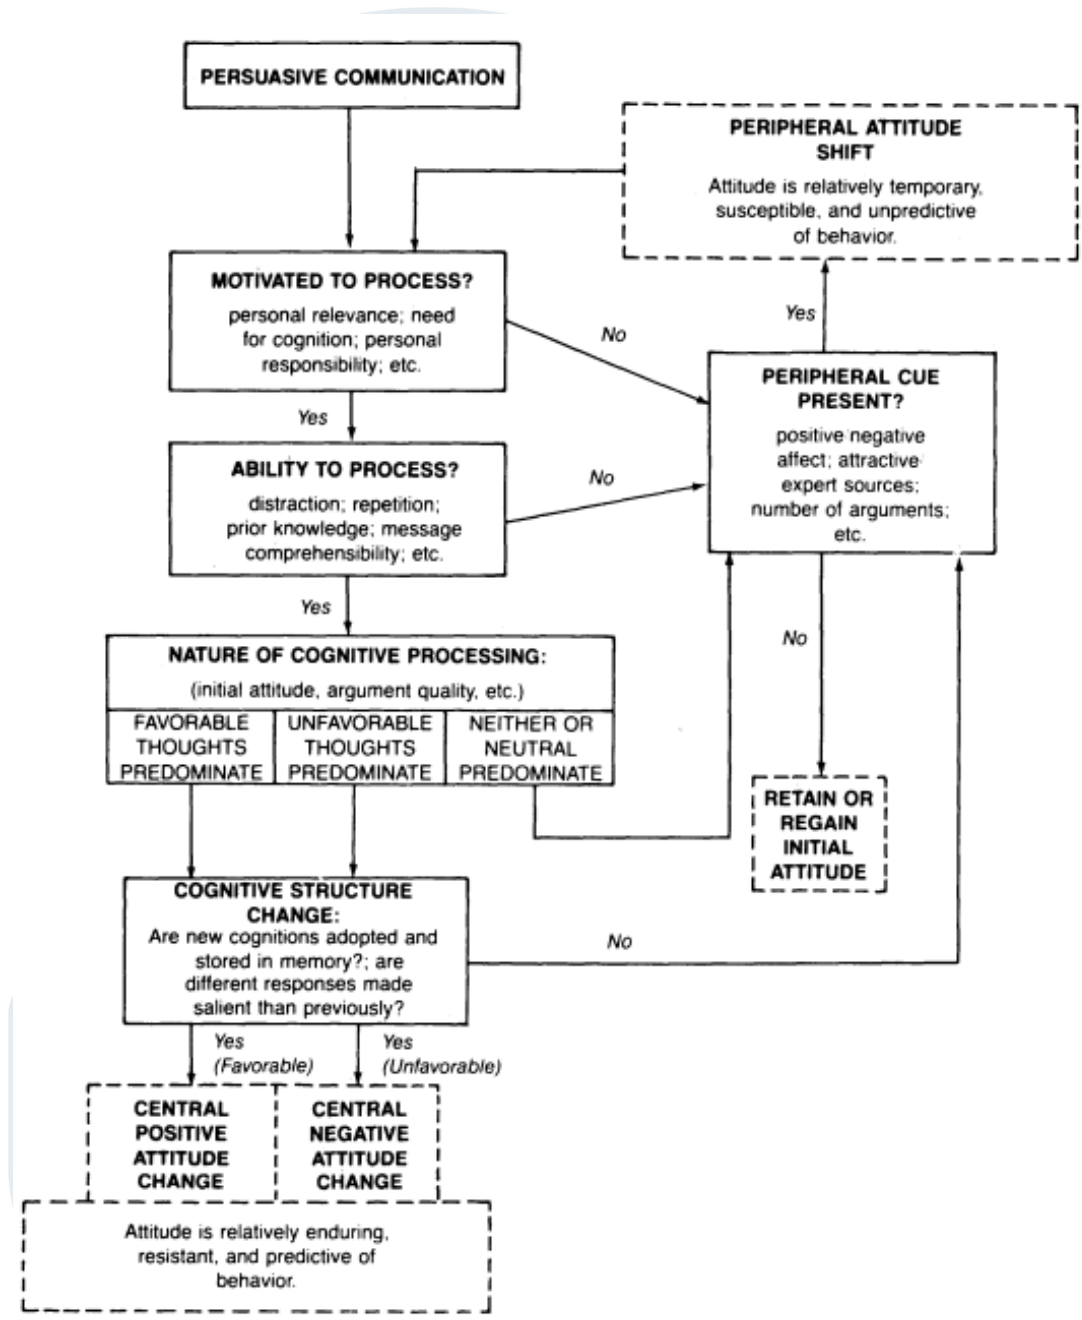 PERSUASIVE COMMUNICATION
PERIPHERAL ATTITUDE
SHIFT
Attitude is relatively temporary,
susceptible, and unpredictive
of behavior.
MOTIVATED TO PROCESS?
personal relevance; need
for cognition; personal
responsibility; etc.
No
Yes
Yes
PERIPHERAL CUE
PRESENT?
positive negative
affect; attractive
expert sources;
number of arguments;
etc.
ABILITY TO PROCESS?
distraction; repetition;
prior knowledge; message
comprehensibility; etc.
No
Yes
No
NATURE OF COGNITIVE PROCESSING:
(initial attitude, argument quality, etc.)
FAVORABLE
THOUGHTS
PREDOMINATE
UNFAVORABLE
THOUGHTS
PREDOMINATE
NEITHER OR
NEUTRAL
PREDOMINATE
RETAIN OR
REGAIN
INITIAL
ATTITUDE
COGNITIVE STRUCTURE
CHANGE:
Are new cognitions adopted and
stored in memory?; are
different responses made
salient than previously?
No
Yes
(Favorable)
Yes
(Unfavorable)
CENTRAL
POSITIVE
ATTITUDE
CHANGE
CENTRAL
NEGATIVE
ATTITUDE
CHANGE
Attitude is relatively enduring,
resistant, and predictive of
behavior.